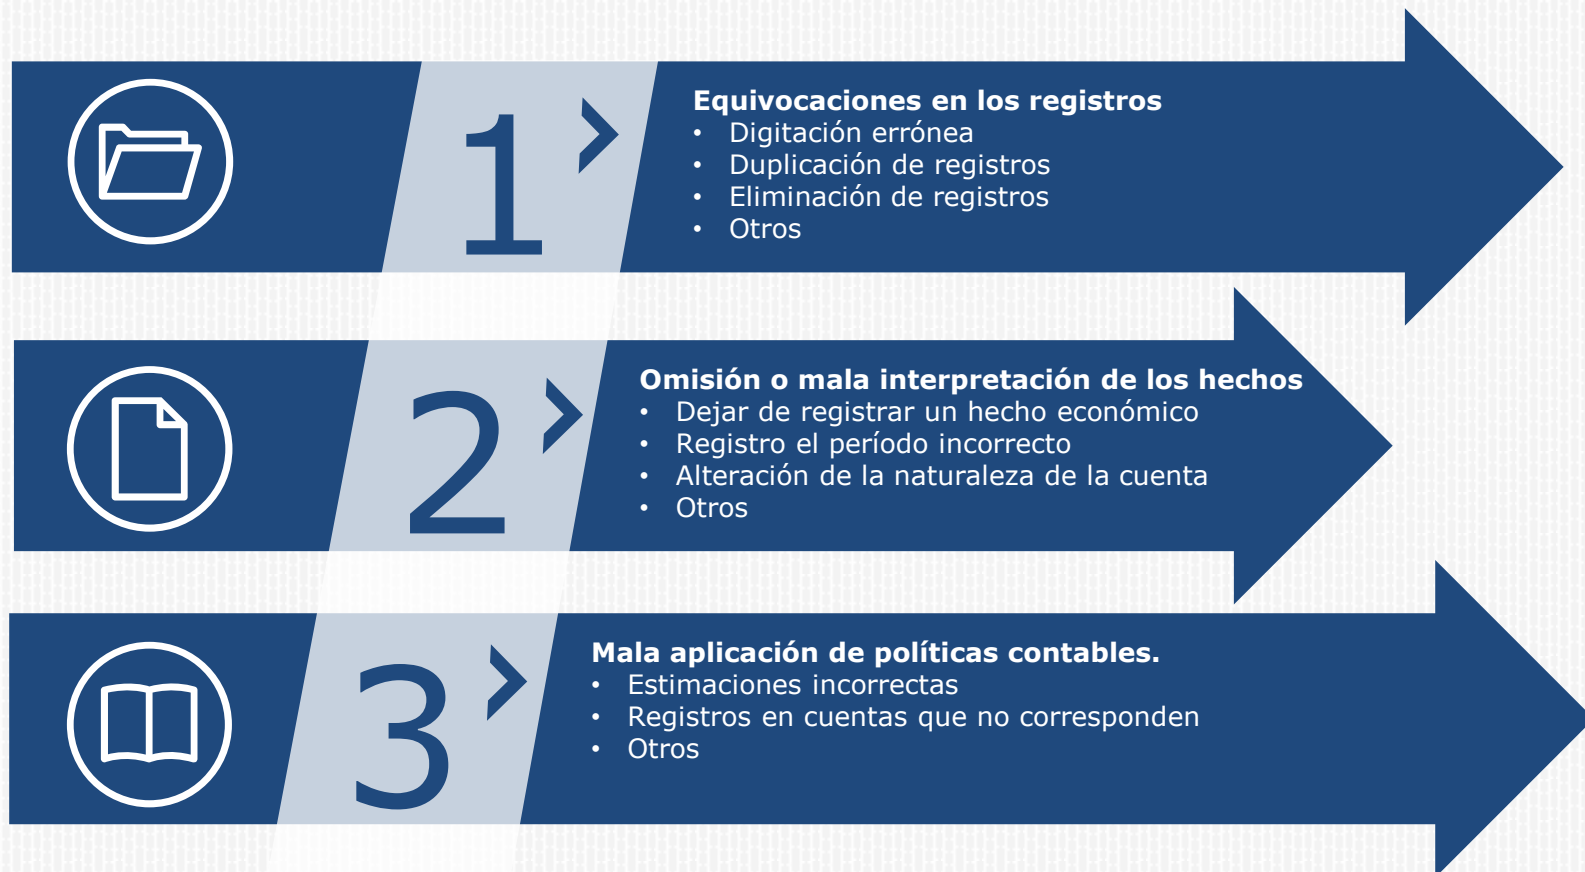 1
Equivocaciones en los registros
• Digitación errónea
• Duplicación de registros
• Eliminación de registros
• Otros
2
Omisión o mala interpretación de los hechos
• Dejar de registrar un hecho económico
• Registro el período incorrecto
• Alteración de la naturaleza de la cuenta
• Otros
3
Mala aplicación de políticas contables.
• Estimaciones incorrectas
• Registros en cuentas que no corresponden
• Otros